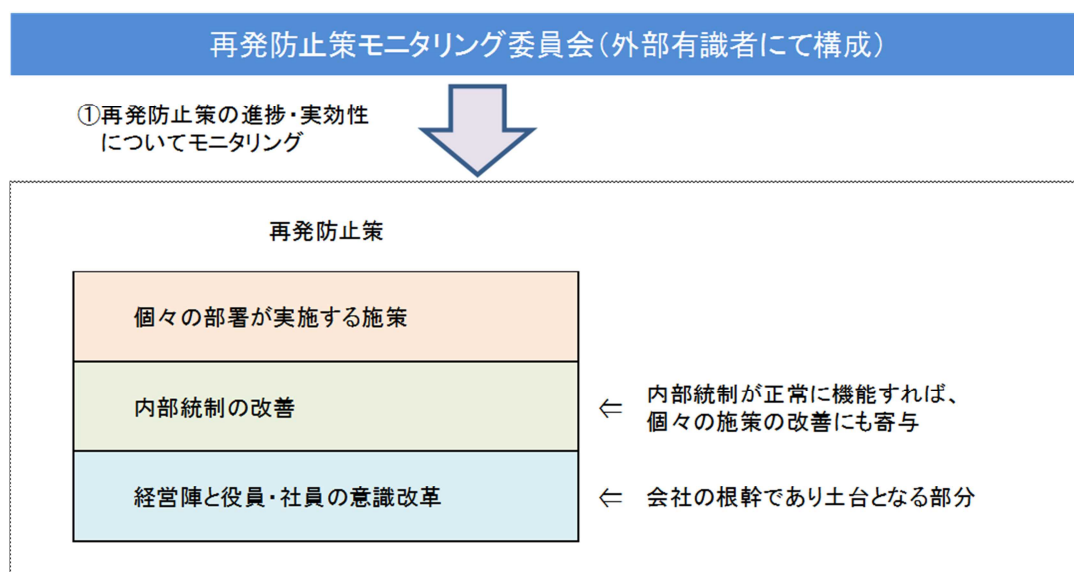 再発防止策モニタリング委員会（外部有識者にて構成）
①再発防止策の進捗・実効性
についてモニタリング
再発防止策
個々の部署が実施する施策
内部統制の改善
⇐ 内部統制が正常に機能すれば、
個々の施策の改善にも寄与
経営陣と役員・社員の意識改革
⇐ 会社の根幹であり土台となる部分